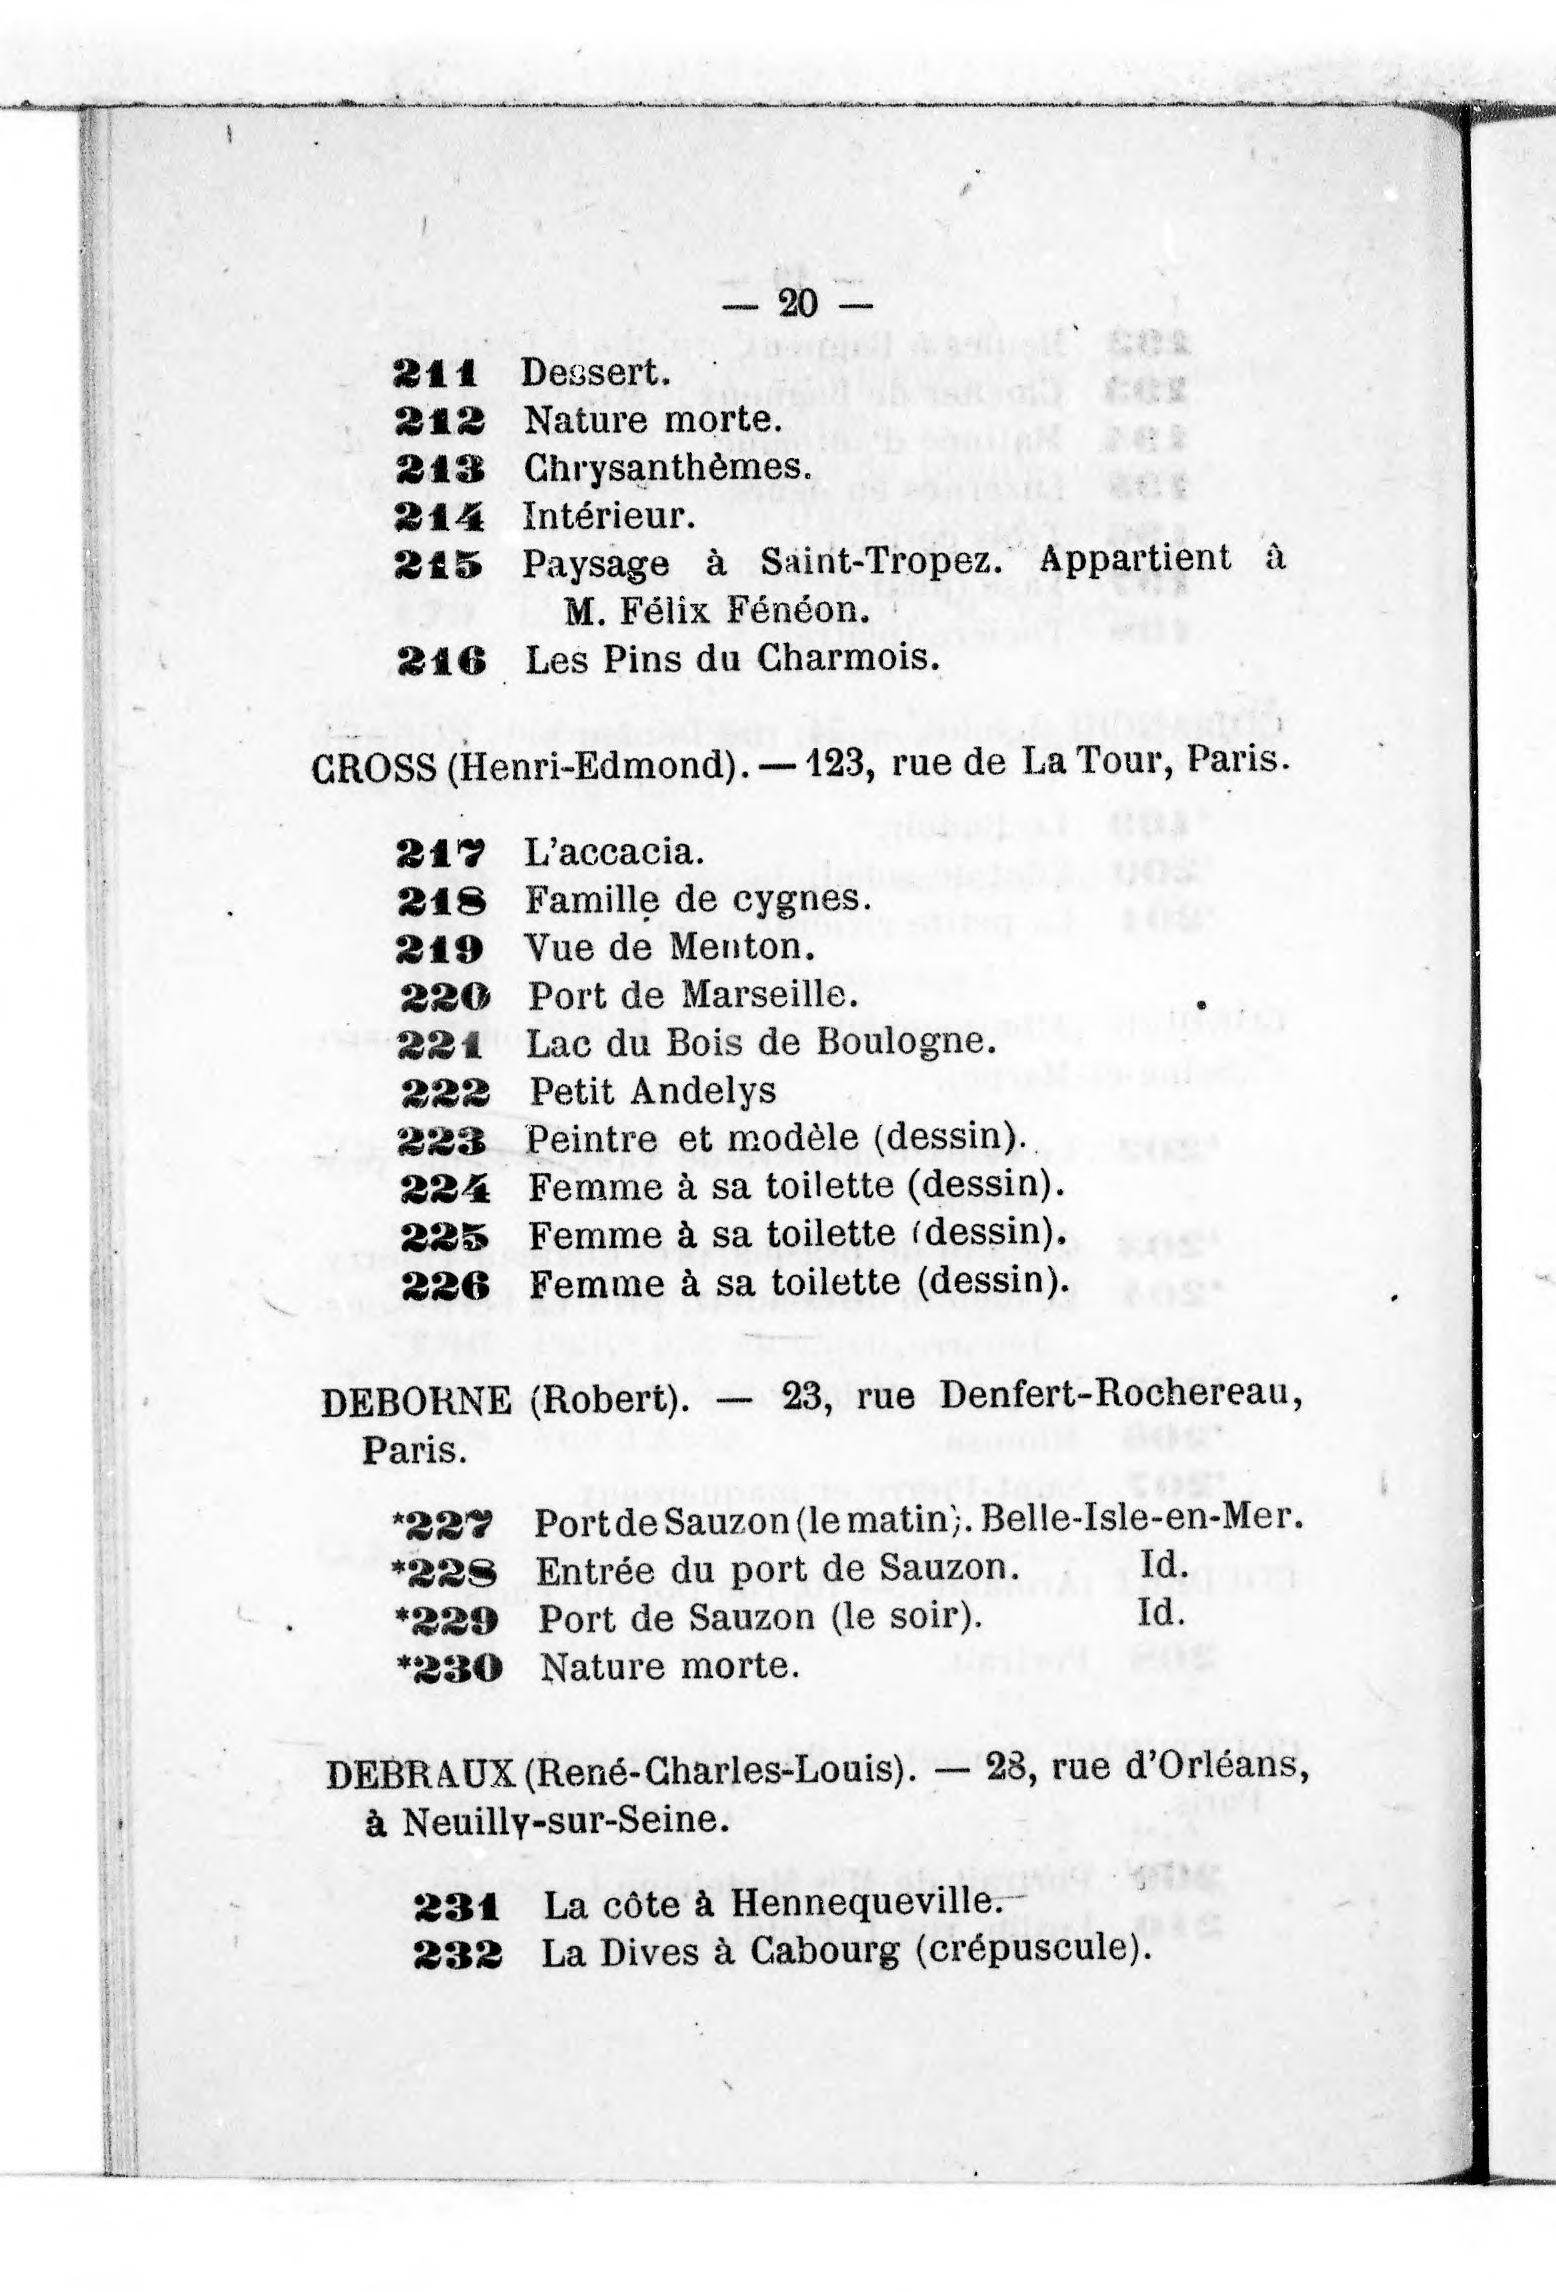 — 20 —
211 Dessert.
212 Nature morte.
213 Chrysanthèmes.
214 Intérieur.
215 Paysage à Saint-Tropez. Appartient à
M. Félix Fénéon.
216 Les Pins du Charmois.
CROSS (Henri-Edmond). — 123, rue de La Tour, Paris.
217 L'accacia.
218 Famille de cygnes.
219 Vue de Menton.
220 Port de Marseille.
221 Lac du Bois de Boulogne.
222 Petit Andelys
223 Peintre et modèle (dessin).
224 Femme à sa toilette (dessin).
225 Femme à sa toilette (dessin).
226 Femme à sa toilette (dessin).
DEBORNE (Robert). — 23, rue Denfert-Rochereau,
Paris.
*227 Port de Sauzon (le matin). Belle-Isle-en-Mer.
*228 Entrée du port de Sauzon. Id.
*229 Port de Sauzon (le soir). Id.
*230 Nature morte.
DEBRAUX (René-Charles-Louis). — 28, rue d'Orléans,
à Neuilly-sur-Seine.
231 La côte à Hennequeville.
232 La Dives à Cabourg (crépuscule).